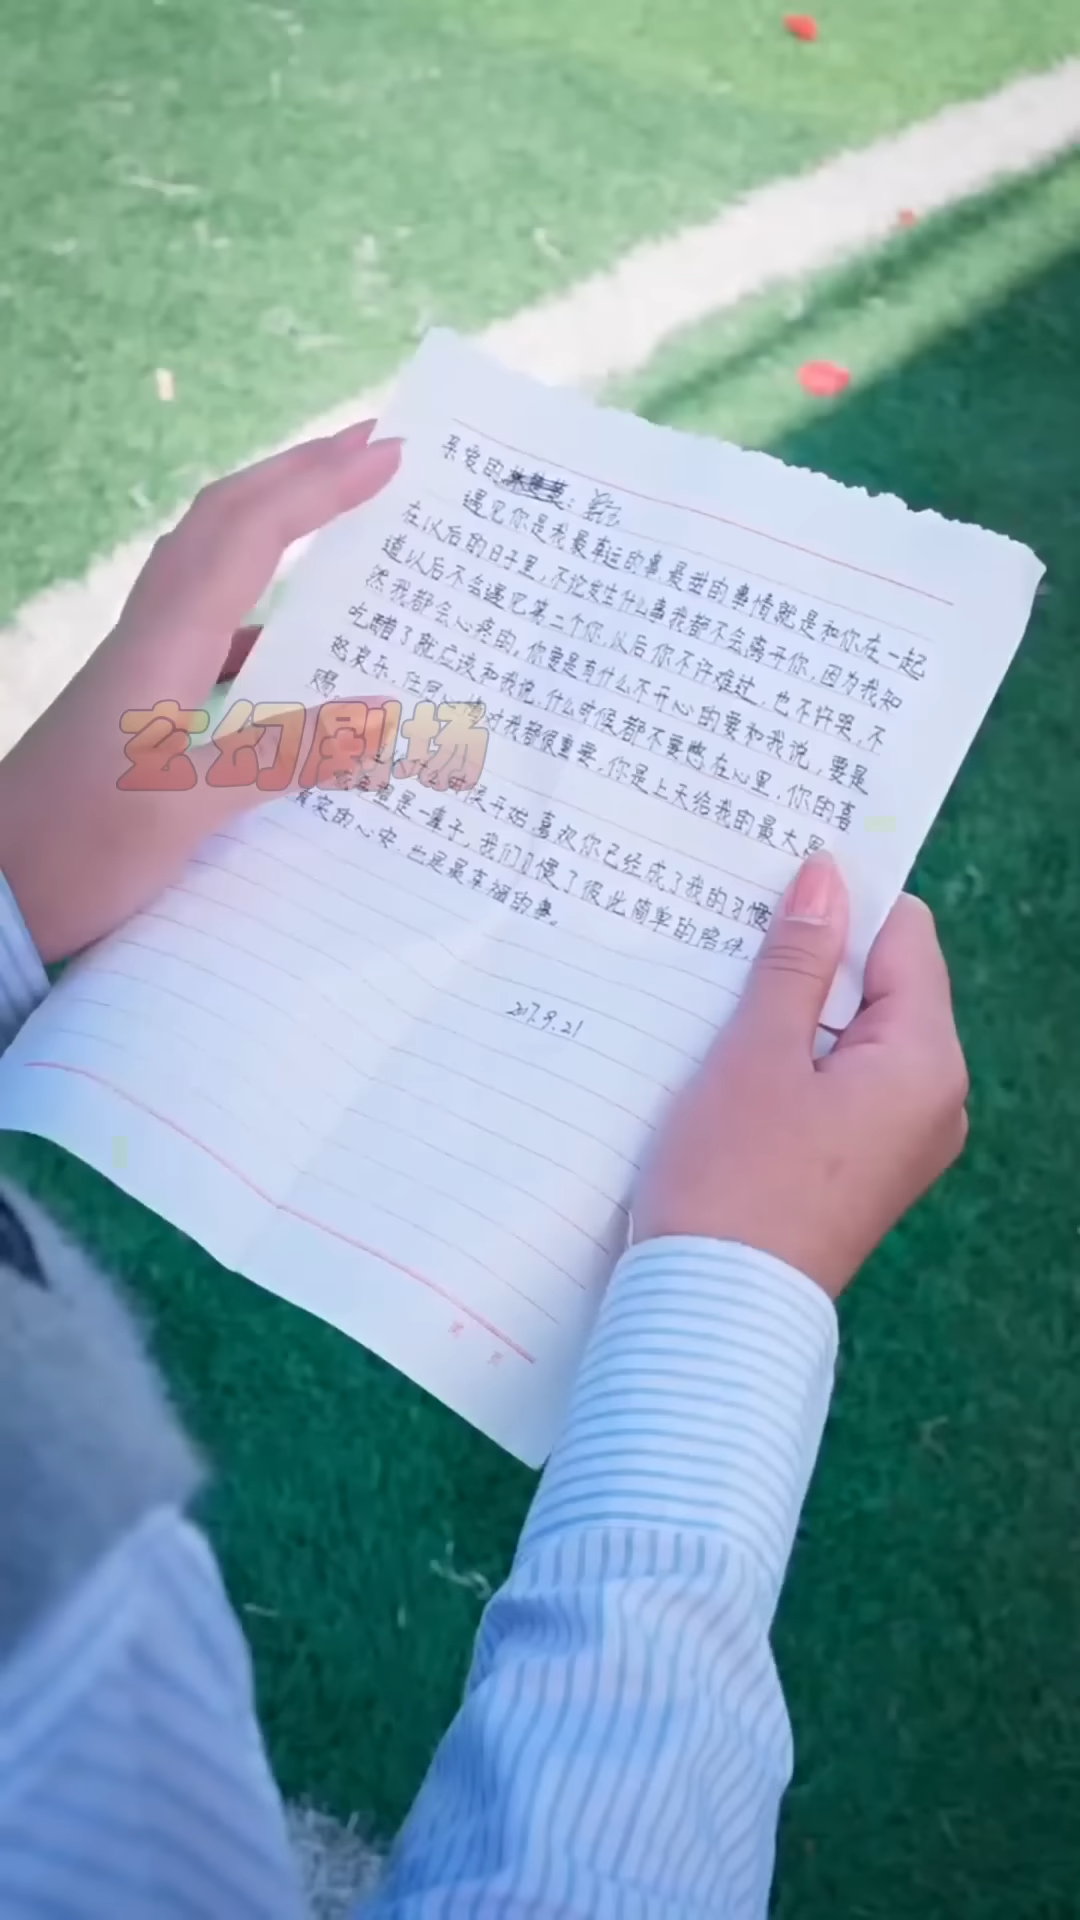 亲爱的
遇见你是我最幸运的事是甜的事情就是和你在一起
在以后的日子里,不论发生什么事我都不会离开你,因为我知
道以后不会遇见第二个你,以后你不许难过,也不许哭,不
然我都会心疼的。你要是有什么不开心的要和我说,要是
吃醋了就应该和我说,什么时候都不要憋在心里,你的喜
怒哀乐,任何心情对我都很重要,你是上天给我的最大恩
赐。
什么时候开始,喜欢你已经成了我的习惯
是一辈子,我们习惯了彼此简单的陪伴,
的心安 也是最幸福的事。
2017.9.21
第 页
玄幻剧场